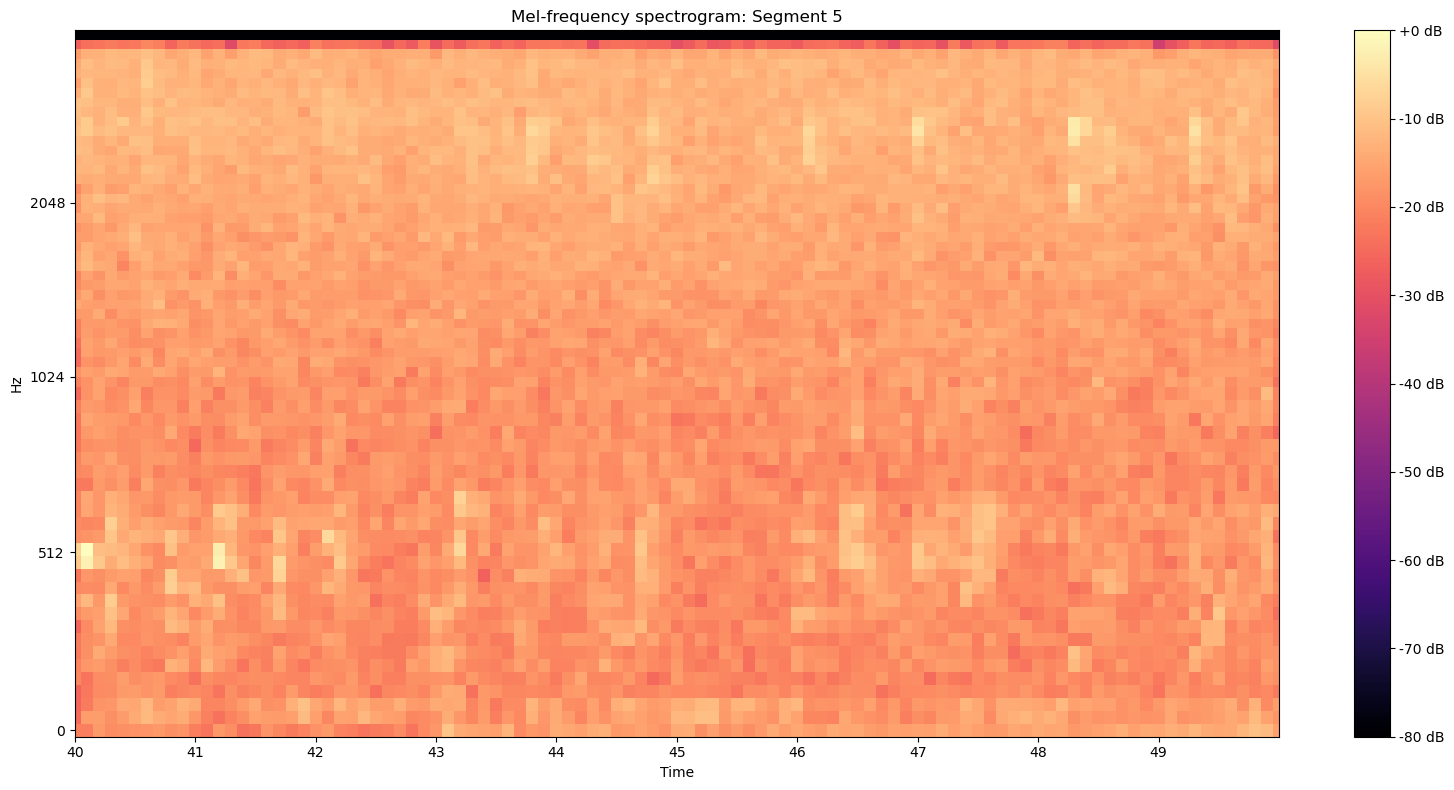 Mel-frequency spectrogram: Segment 5
Hz
2048
1024
512
0
40 41 42 43 44 45 46 47 48 49
Time
+0 dB
-10 dB
-20 dB
-30 dB
-40 dB
-50 dB
-60 dB
-70 dB
-80 dB